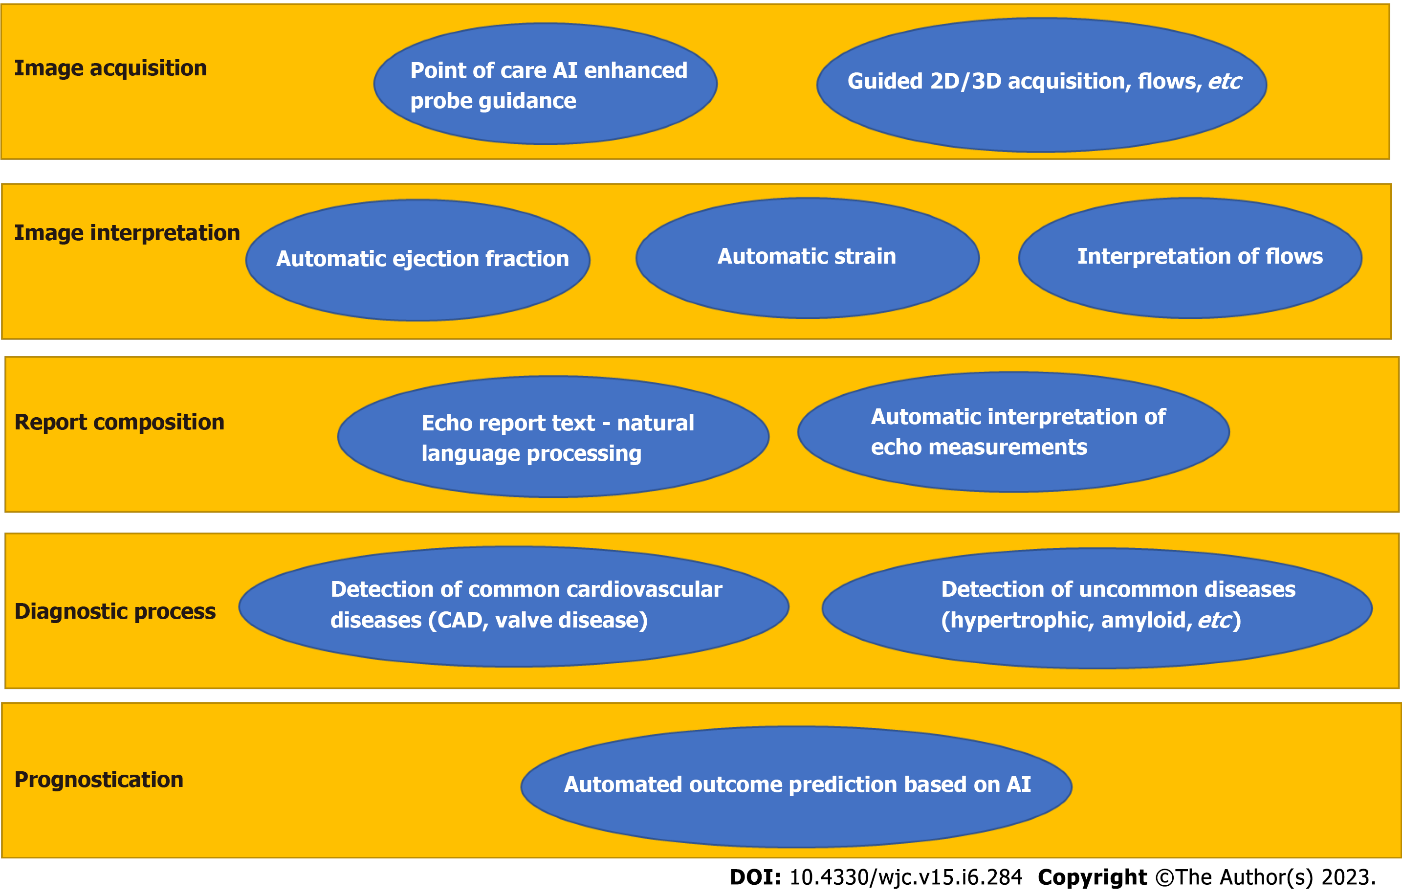 Image acquisition
Point of care AI enhanced
probe guidance
Guided 2D/3D acquisition, flows, etc
Image interpretation
Automatic ejection fraction
Automatic strain
Interpretation of flows
Report composition
Echo report text - natural
language processing
Automatic interpretation of
echo measurements
Diagnostic process
Detection of common cardiovascular
diseases (CAD, valve disease)
Detection of uncommon diseases
(hypertrophic, amyloid, etc)
Prognostication
Automated outcome prediction based on AI
DOI: 10.4330/wjc.v15.i6.284 Copyright ©The Author(s) 2023.